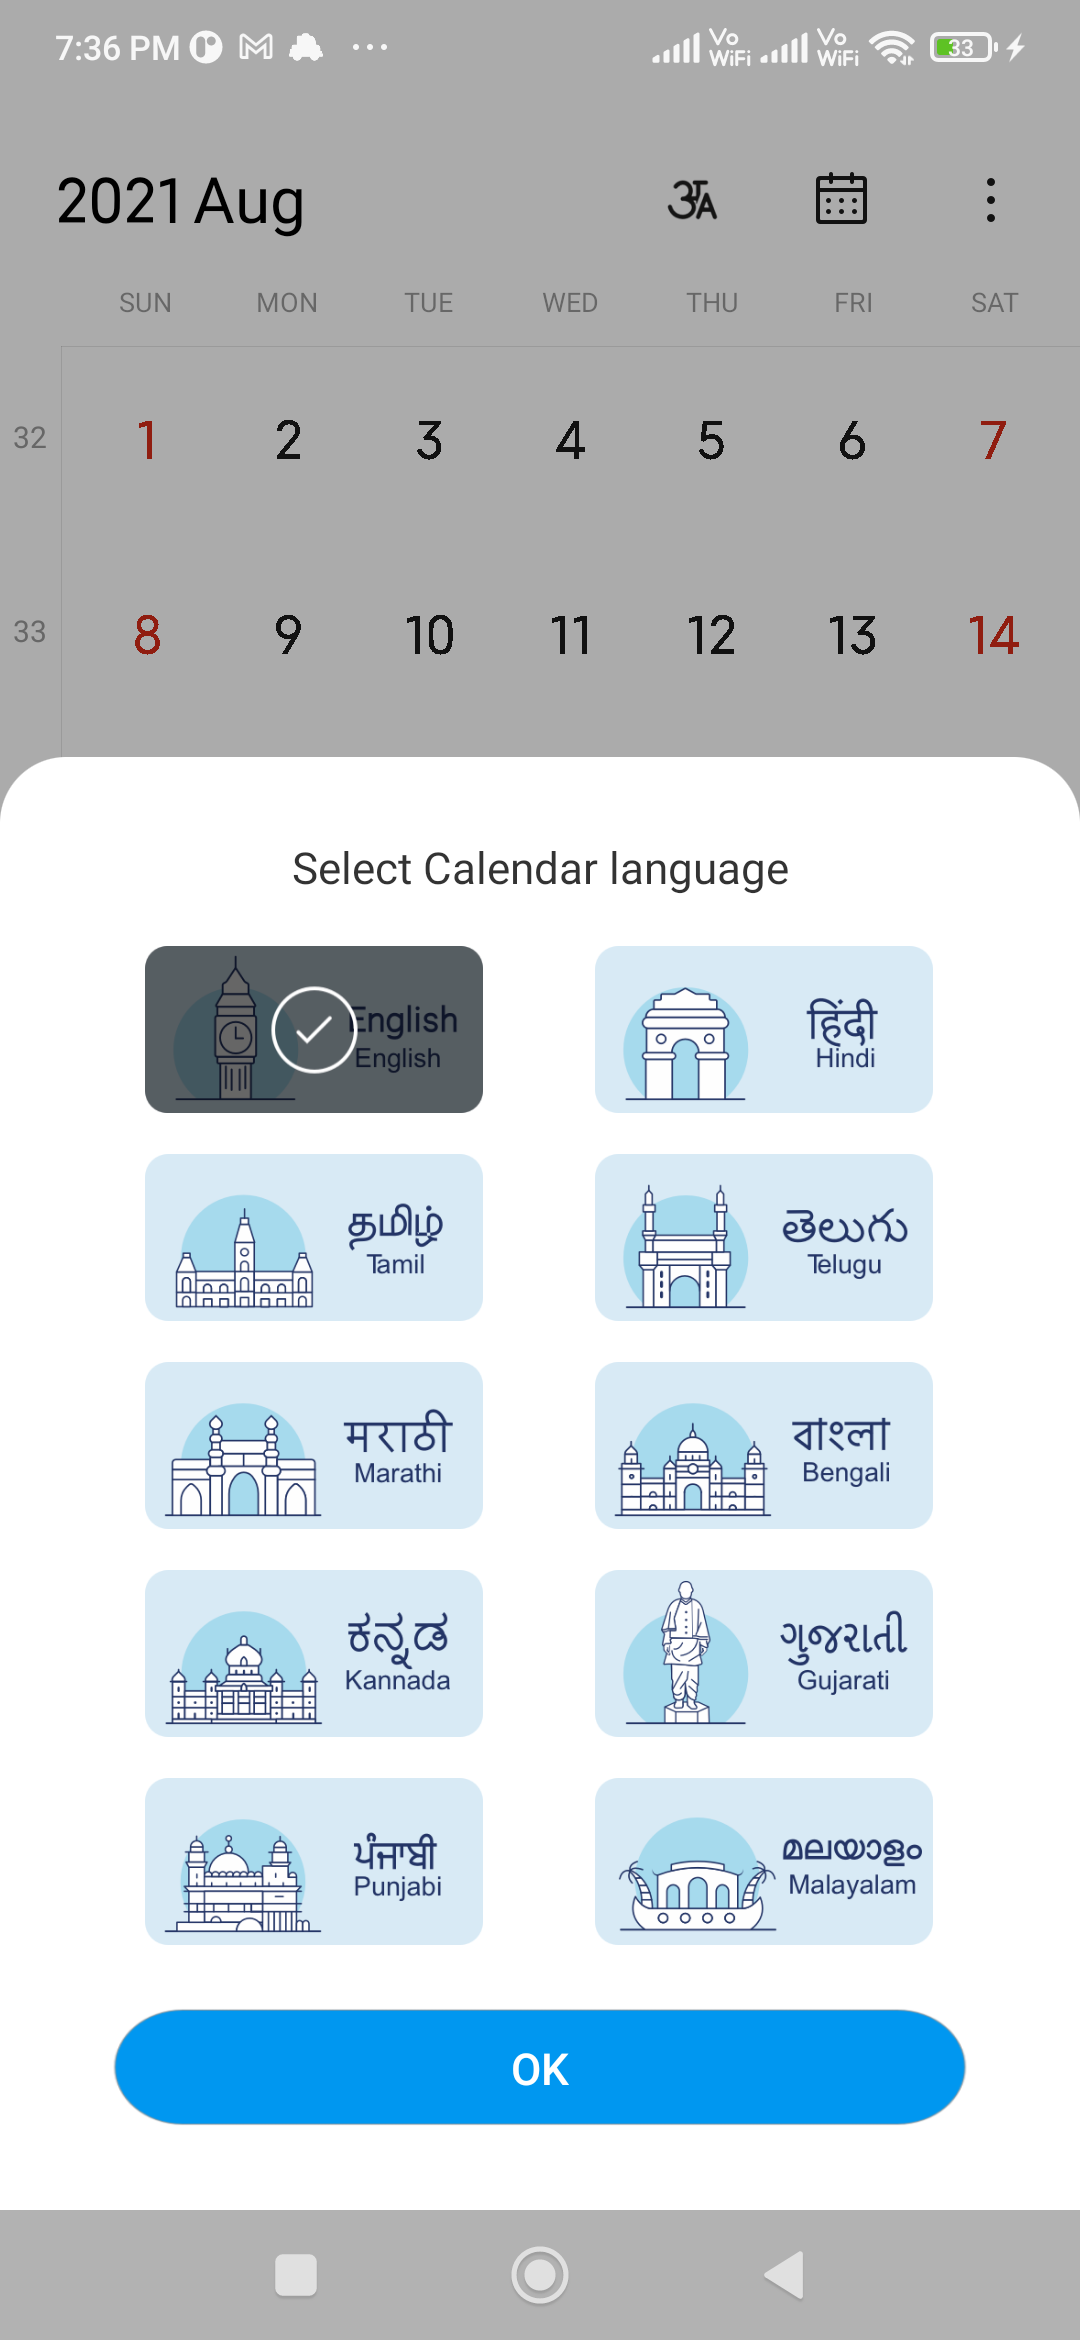 7:36 PM ... Vo WiFi Vo WiFi 33
2021 Aug अA
SUN MON TUE WED THU FRI SAT
32 1 2 3 4 5 6 7
33 8 9 10 11 12 13 14
Select Calendar language
English
English
हिंदी
Hindi
தமிழ்
Tamil
తెలుగు
Telugu
मराठी
Marathi
বাংলা
Bengali
ಕನ್ನಡ
Kannada
ગુજરાતી
Gujarati
ਪੰਜਾਬੀ
Punjabi
മലയാളം
Malayalam
OK